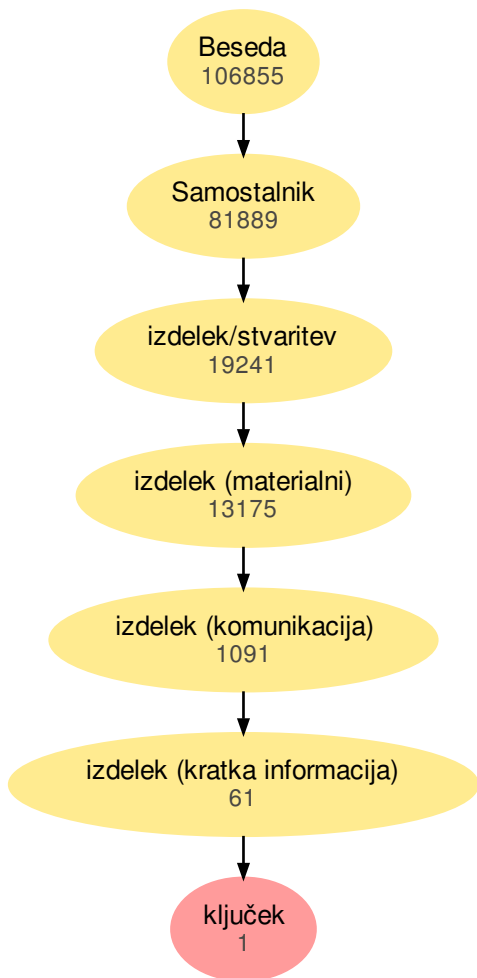 Beseda
106855
Samostalnik
81889
izdelek/stvaritev
19241
izdelek (materialni)
13175
izdelek (komunikacija)
1091
izdelek (kratka informacija)
61
ključek
1